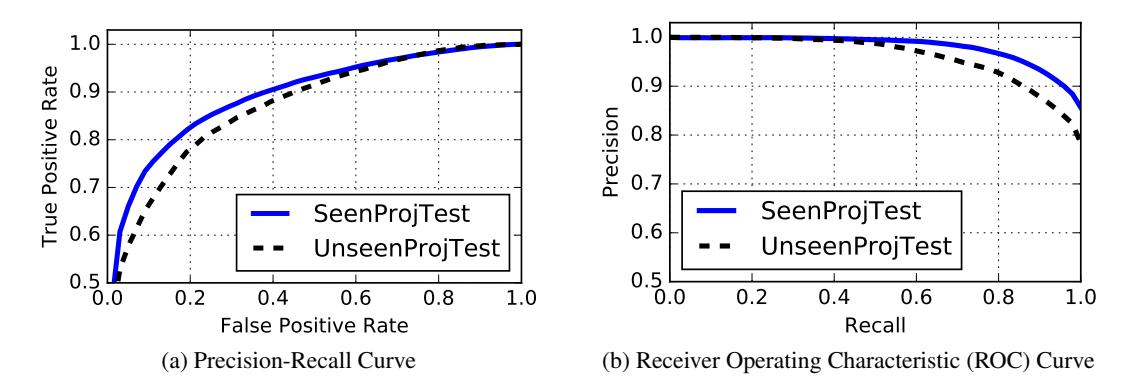 1.0
0.9
0.8
0.7
0.6
0.5
True Positive Rate
0.0 0.2 0.4 0.6 0.8 1.0
False Positive Rate
SeenProjTest
UnseenProjTest
(a) Precision-Recall Curve
1.0
0.9
0.8
0.7
0.6
0.5
Precision
0.0 0.2 0.4 0.6 0.8 1.0
Recall
SeenProjTest
UnseenProjTest
(b) Receiver Operating Characteristic (ROC) Curve